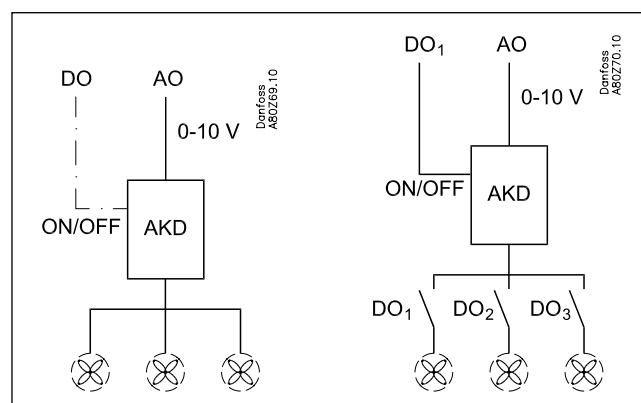 DO AO
0-10 V
Danfoss
A80Z69.10
ON/OFF
AKD
DO₁ AO
0-10 V
Danfoss
A80Z70.10
ON/OFF
AKD
DO₁ DO₂ DO₃